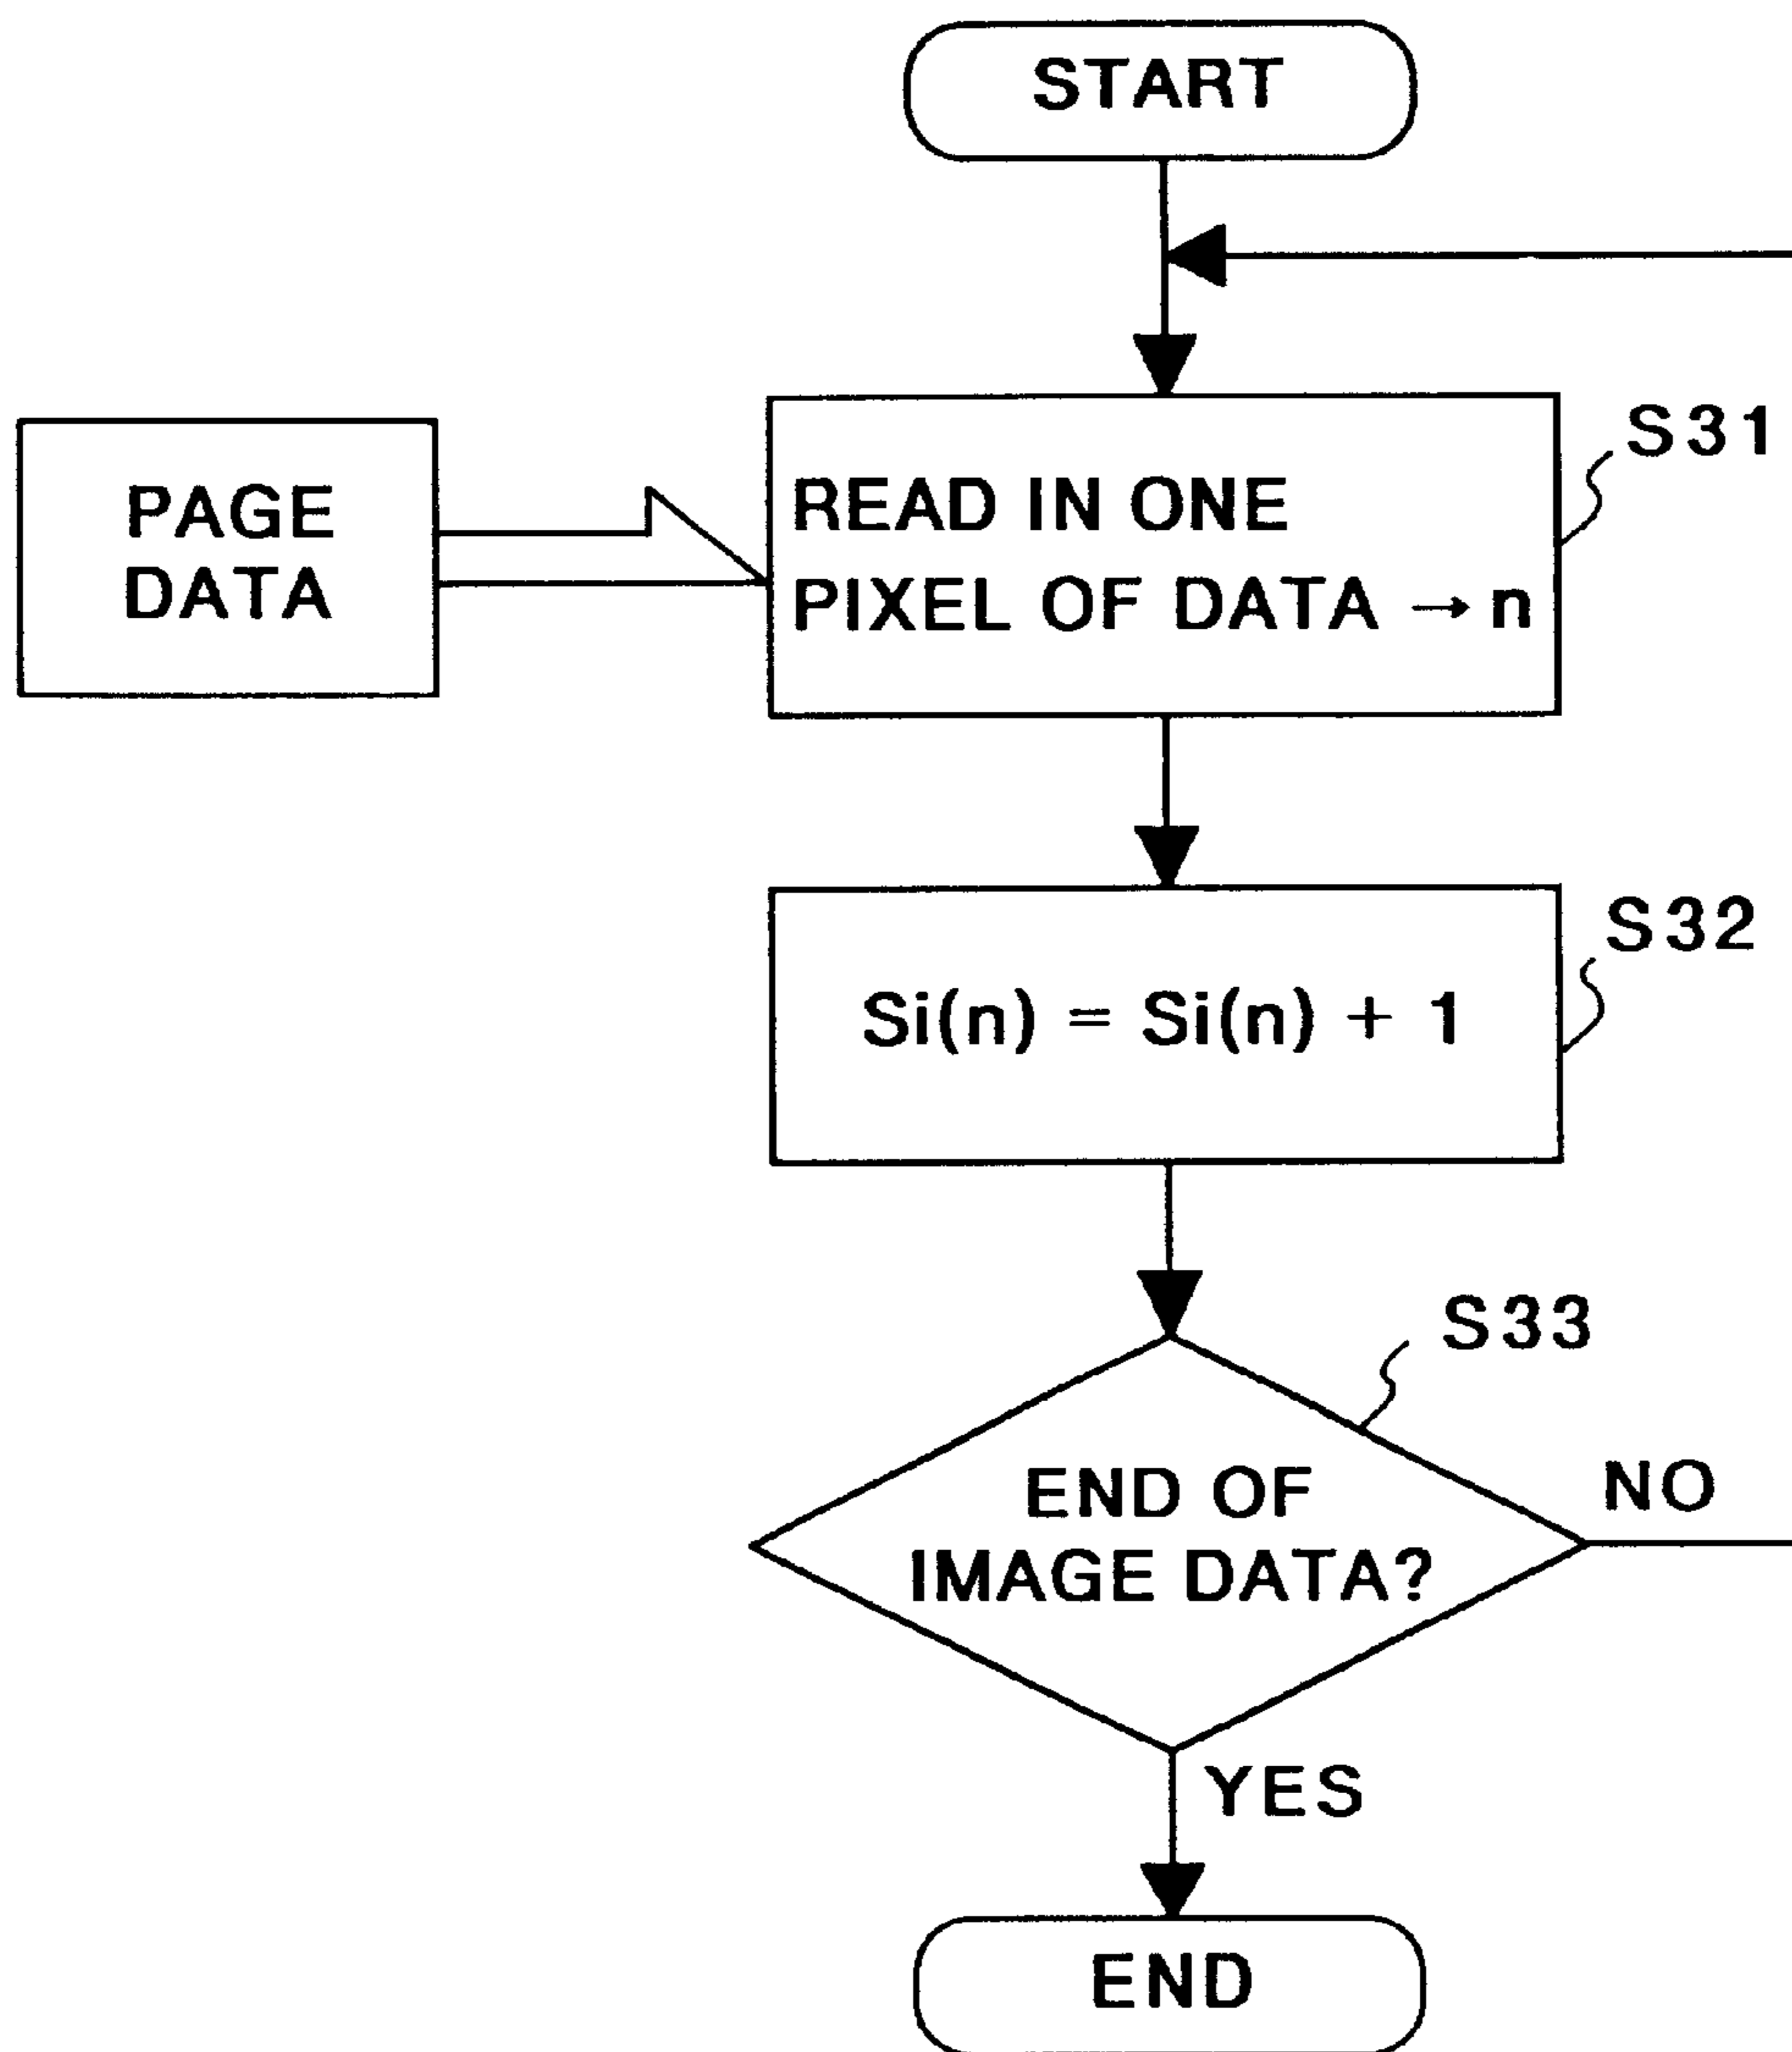 START
S31
PAGE
DATA
READ IN ONE
PIXEL OF DATA → n
S32
Si(n) = Si(n) + 1
S33
END OF
IMAGE DATA?
NO
YES
END